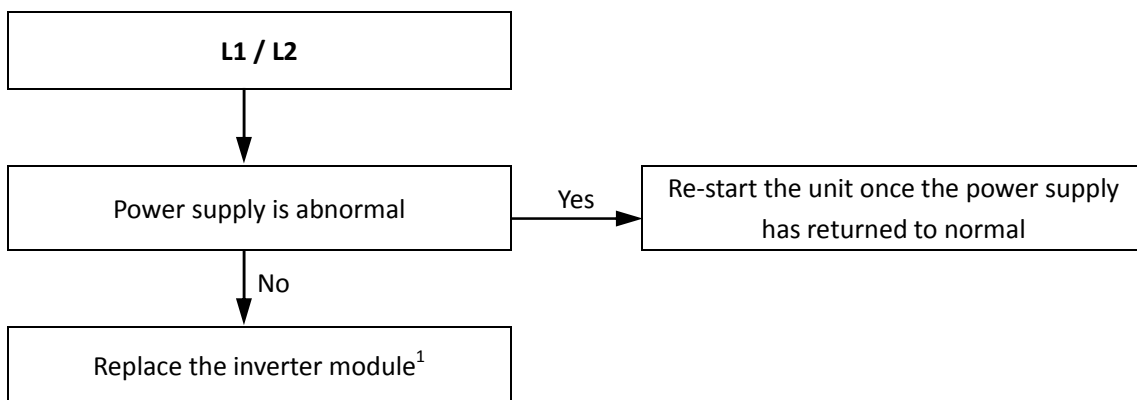 L1 / L2
Power supply is abnormal
Yes
Re-start the unit once the power supply
has returned to normal
No
Replace the inverter module¹